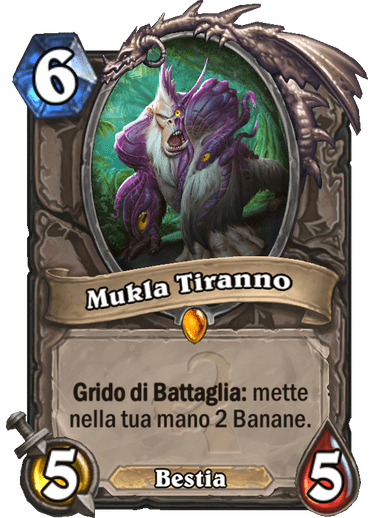 6
Mukla Tiranno
Grido di Battaglia: mette
nella tua mano 2 Banane.
5
Bestia
5